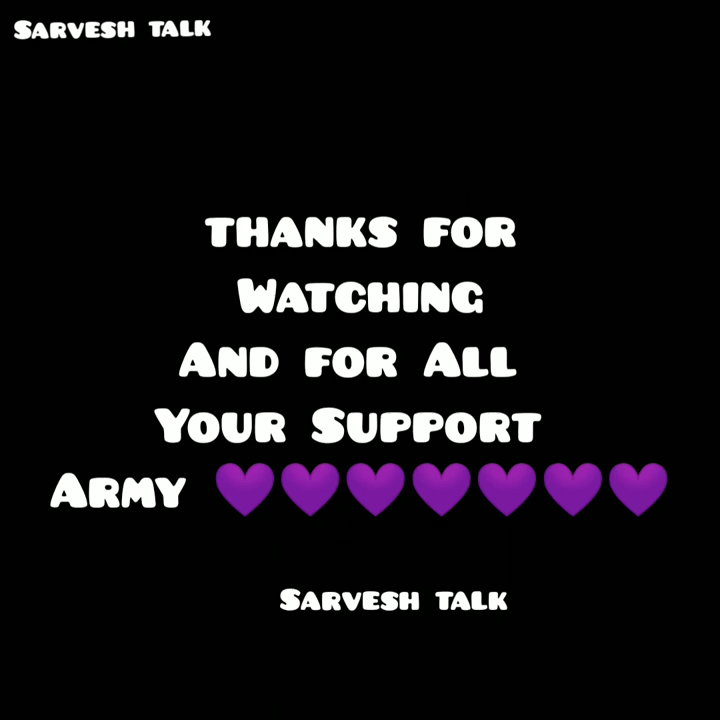 Sarvesh talk
thanks for
Watching
And for All
Your Support
Army 💜💜💜💜💜💜💜
Sarvesh talk